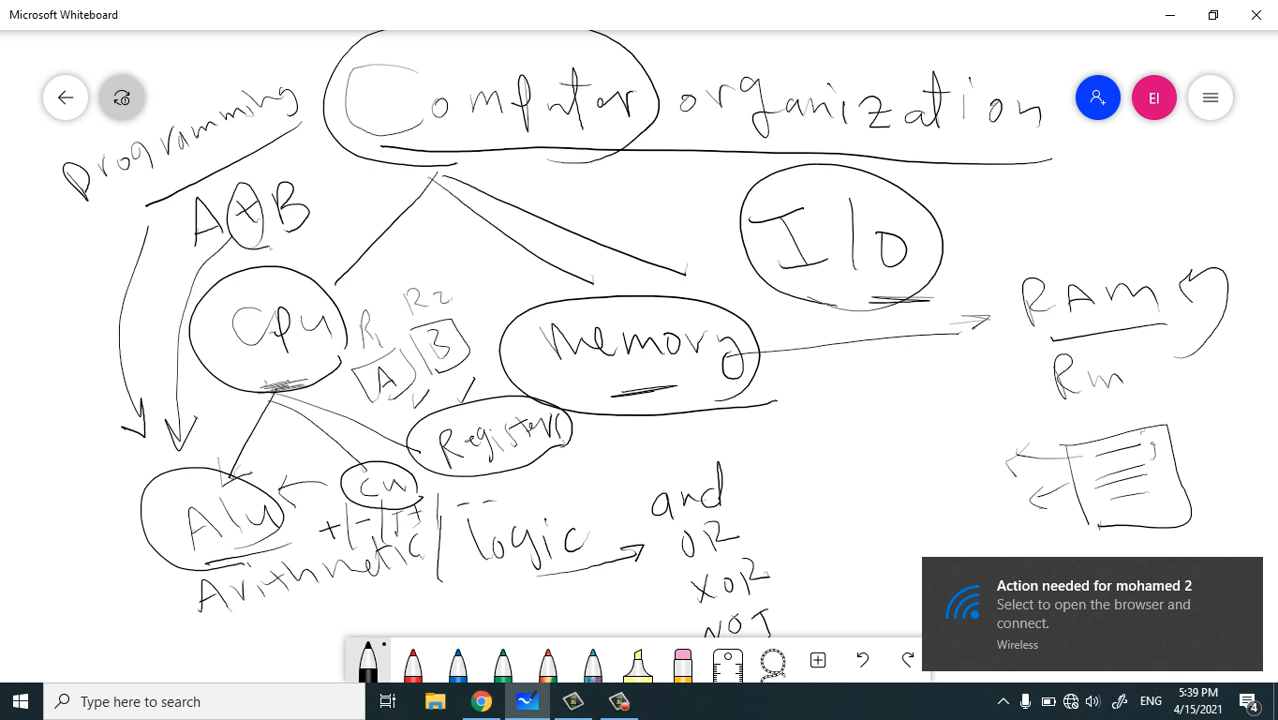 Microsoft Whiteboard
Computer organization
EI
programming
A + B
I/O
Cpu
R1
R2
A
B
memory
RAM
Rm
Registers
Alu
Cu
+/-/
Arithmetic / logic
and
OR
XOR
NOT
Action needed for mohamed 2
Select to open the browser and
connect.
Wireless
Type here to search
ENG
5:39 PM
4/15/2021
4